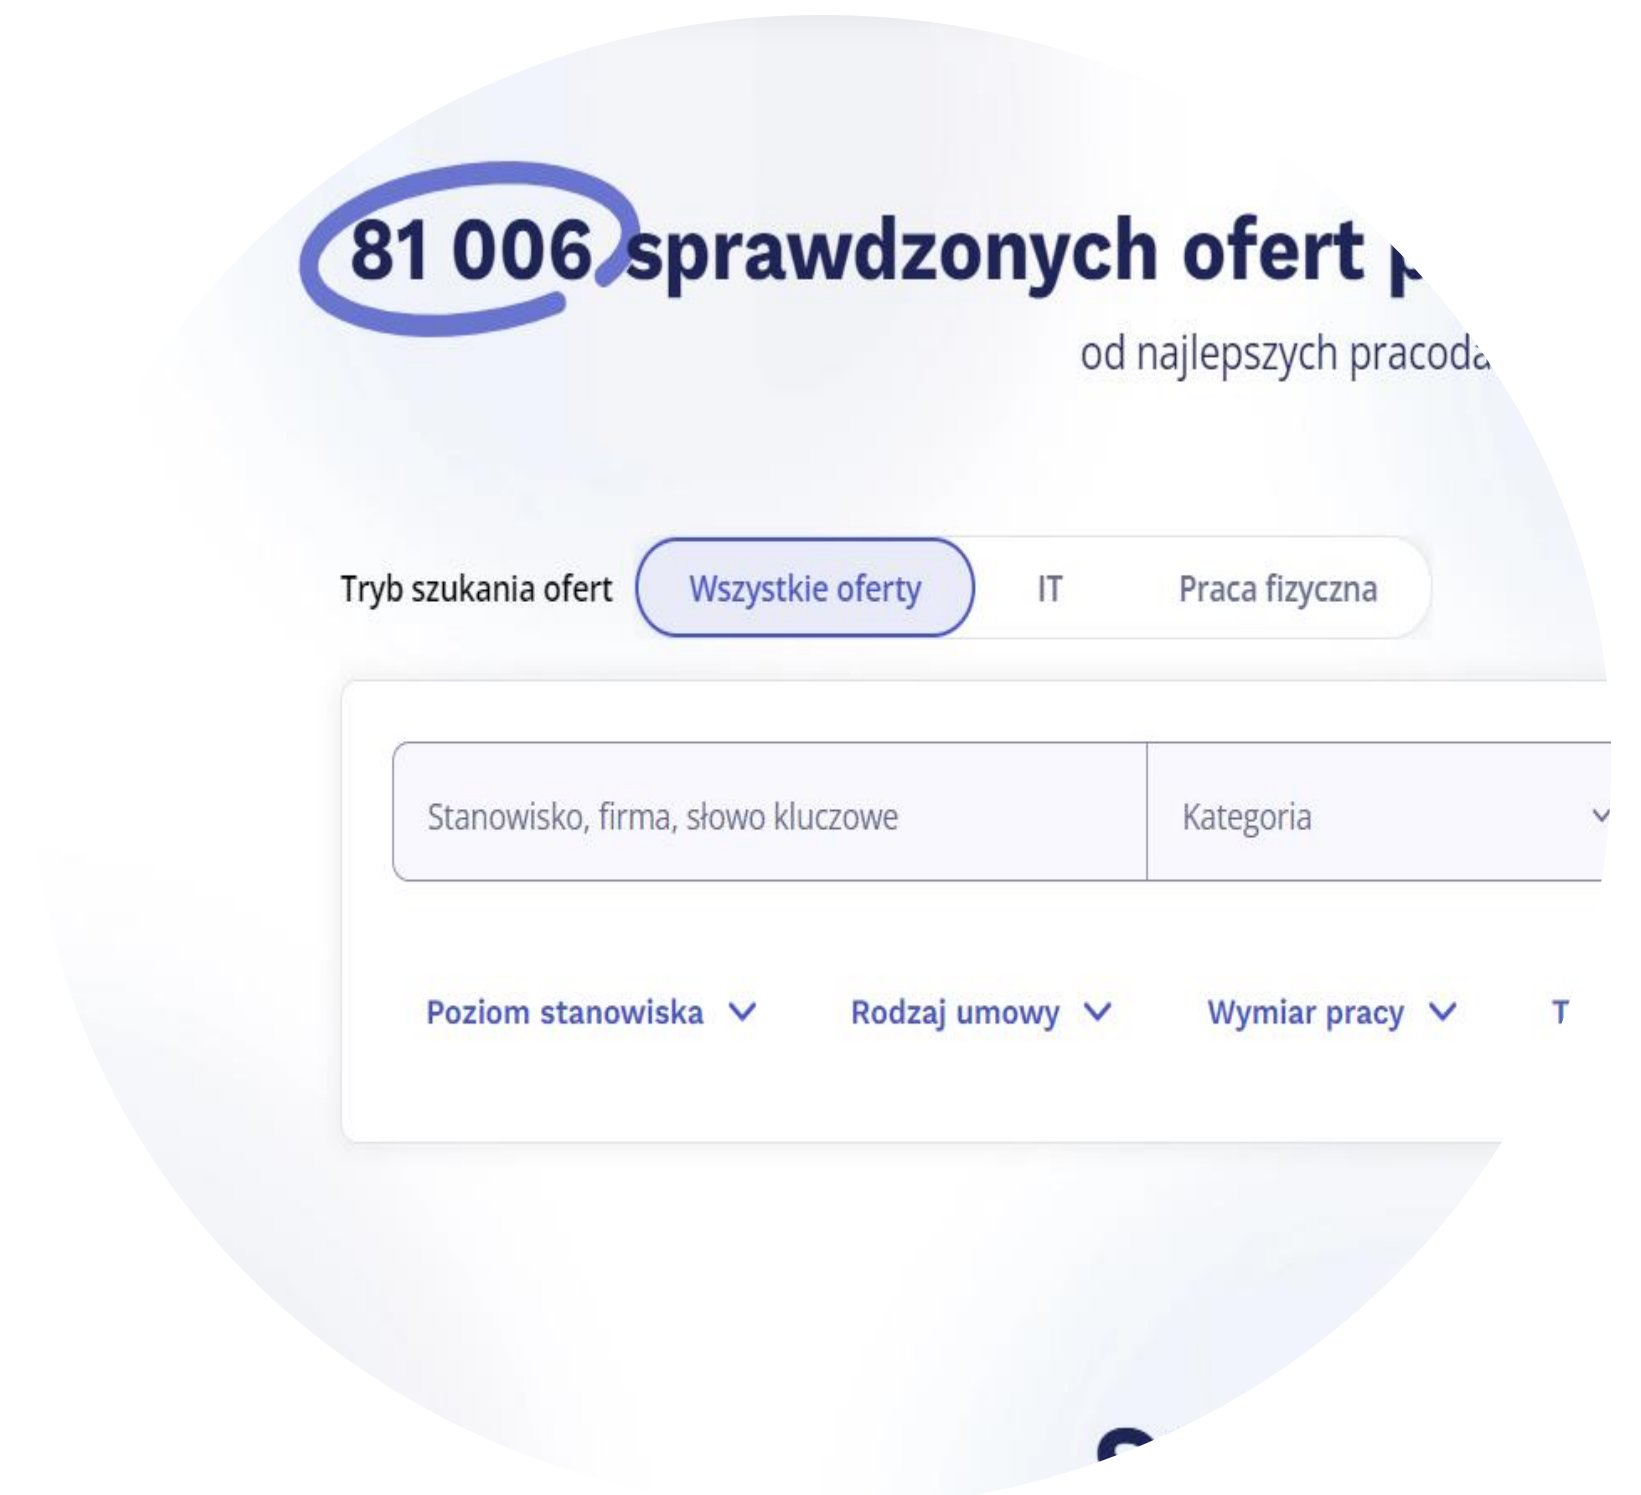 81 006 sprawdzonych ofert
od najlepszych
Tryb szukania ofert Wszystkie oferty IT Praca fizyczna
Stanowisko, firma, słowo kluczowe Kategoria
Poziom stanowiska Rodzaj umowy Wymiar pracy T